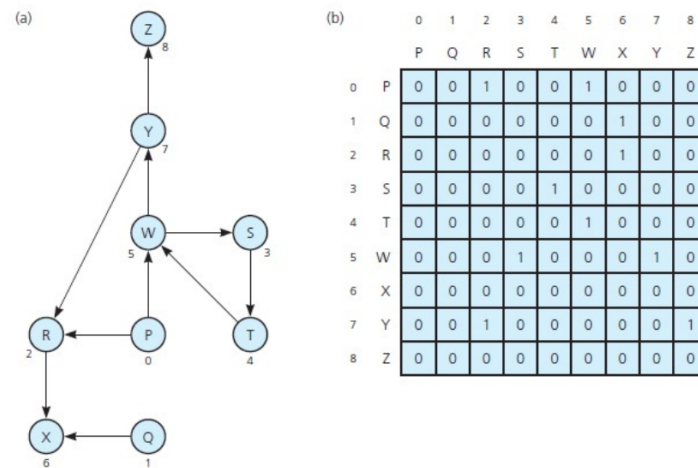 (a)
Z
8
Y
7
W
5
S
3
R
2
P
0
T
4
X
6
Q
1
(b)
0 1 2 3 4 5 6 7 8
P Q R S T W X Y Z
0 P 0 0 1 0 0 1 0 0 0
1 Q 0 0 0 0 0 0 1 0 0
2 R 0 0 0 0 0 0 1 0 0
3 S 0 0 0 0 1 0 0 0 0
4 T 0 0 0 0 0 1 0 0 0
5 W 0 0 0 1 0 0 0 1 0
6 X 0 0 0 0 0 0 0 0 0
7 Y 0 0 1 0 0 0 0 0 1
8 Z 0 0 0 0 0 0 0 0 0